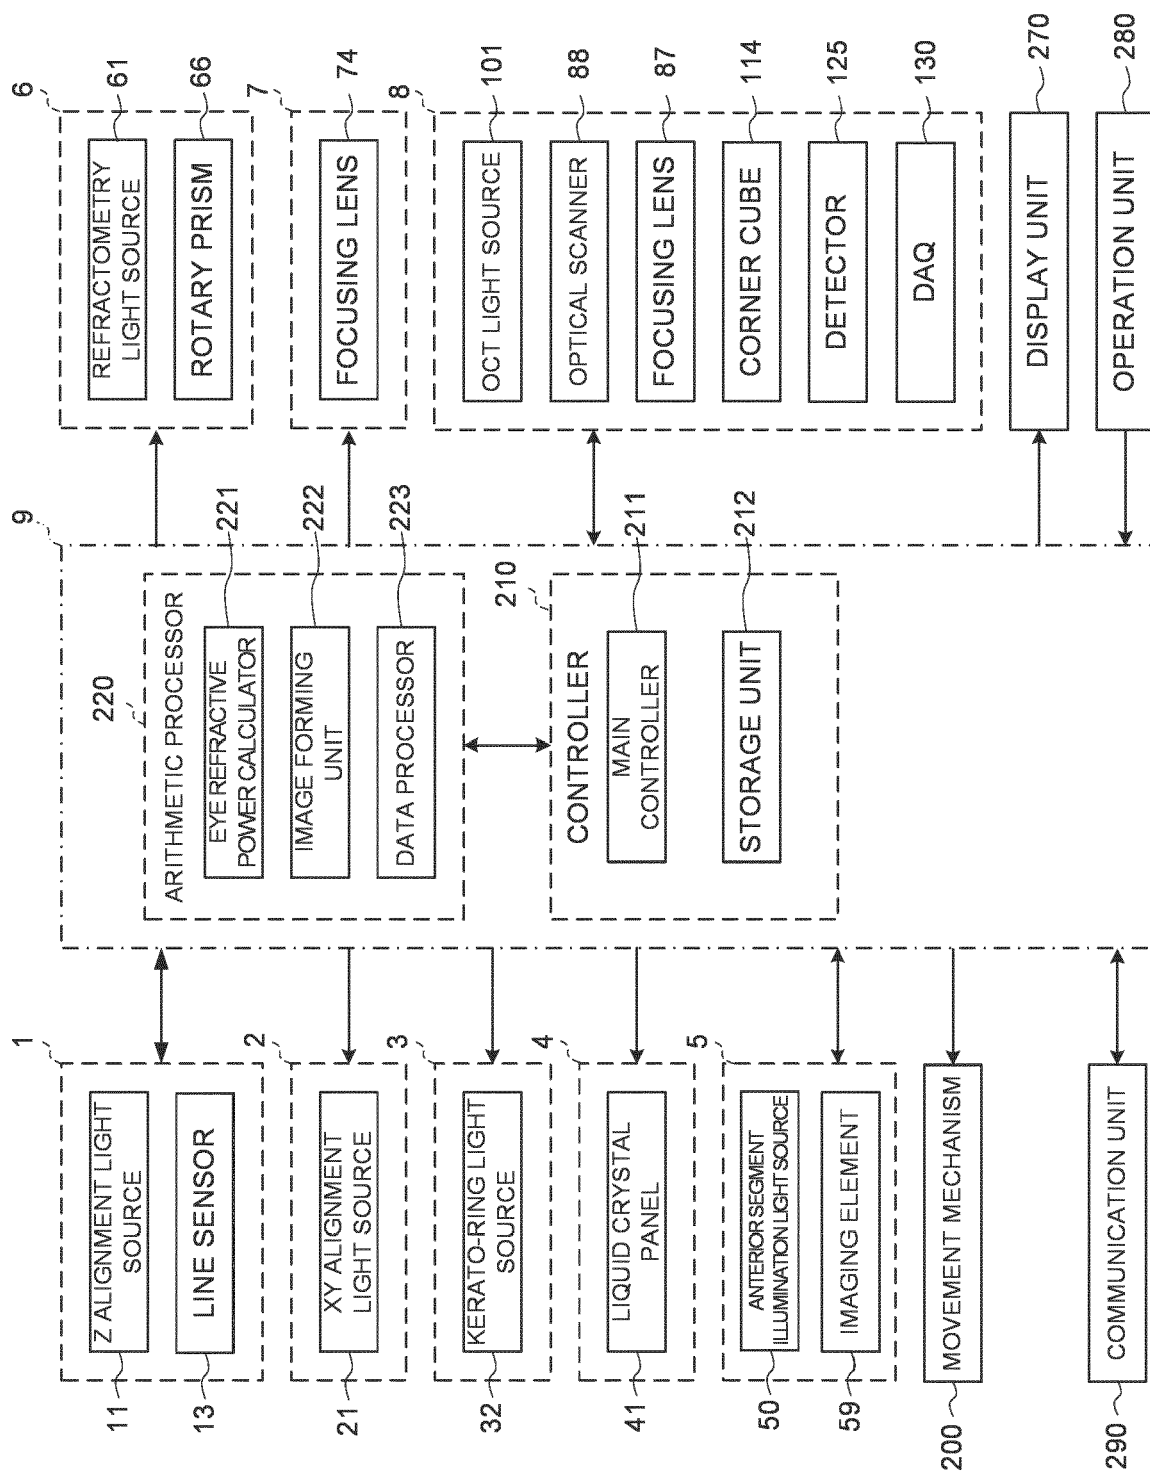 1
Z ALIGNMENT LIGHT
SOURCE
11
LINE SENSOR
13
2
XY ALIGNMENT
LIGHT SOURCE
21
3
KERATO-RING LIGHT
SOURCE
32
4
LIQUID CRYSTAL
PANEL
41
5
ANTERIOR SEGMENT
ILLUMINATION LIGHT SOURCE
50
IMAGING ELEMENT
59
MOVEMENT MECHANISM
200
COMMUNICATION UNIT
290
9
220
ARITHMETIC PROCESSOR
EYE REFRACTIVE
POWER CALCULATOR
221
IMAGE FORMING
UNIT
222
DATA PROCESSOR
223
210
CONTROLLER
MAIN
CONTROLLER
211
STORAGE UNIT
212
6
REFRACTOMETRY
LIGHT SOURCE
61
ROTARY PRISM
66
7
FOCUSING LENS
74
8
OCT LIGHT SOURCE
101
OPTICAL SCANNER
88
FOCUSING LENS
87
CORNER CUBE
114
DETECTOR
125
DAQ
130
DISPLAY UNIT
270
OPERATION UNIT
280